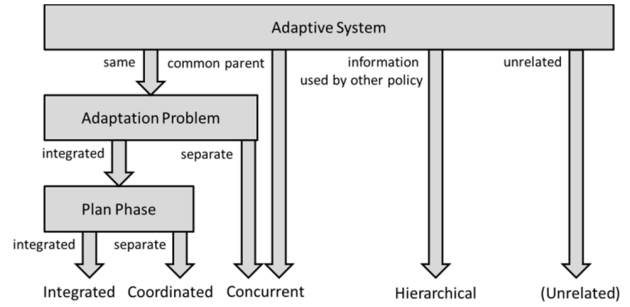 Adaptive System
same
common parent
information
used by other policy
unrelated
Adaptation Problem
integrated
separate
Plan Phase
integrated
separate
Integrated
Coordinated
Concurrent
Hierarchical
(Unrelated)